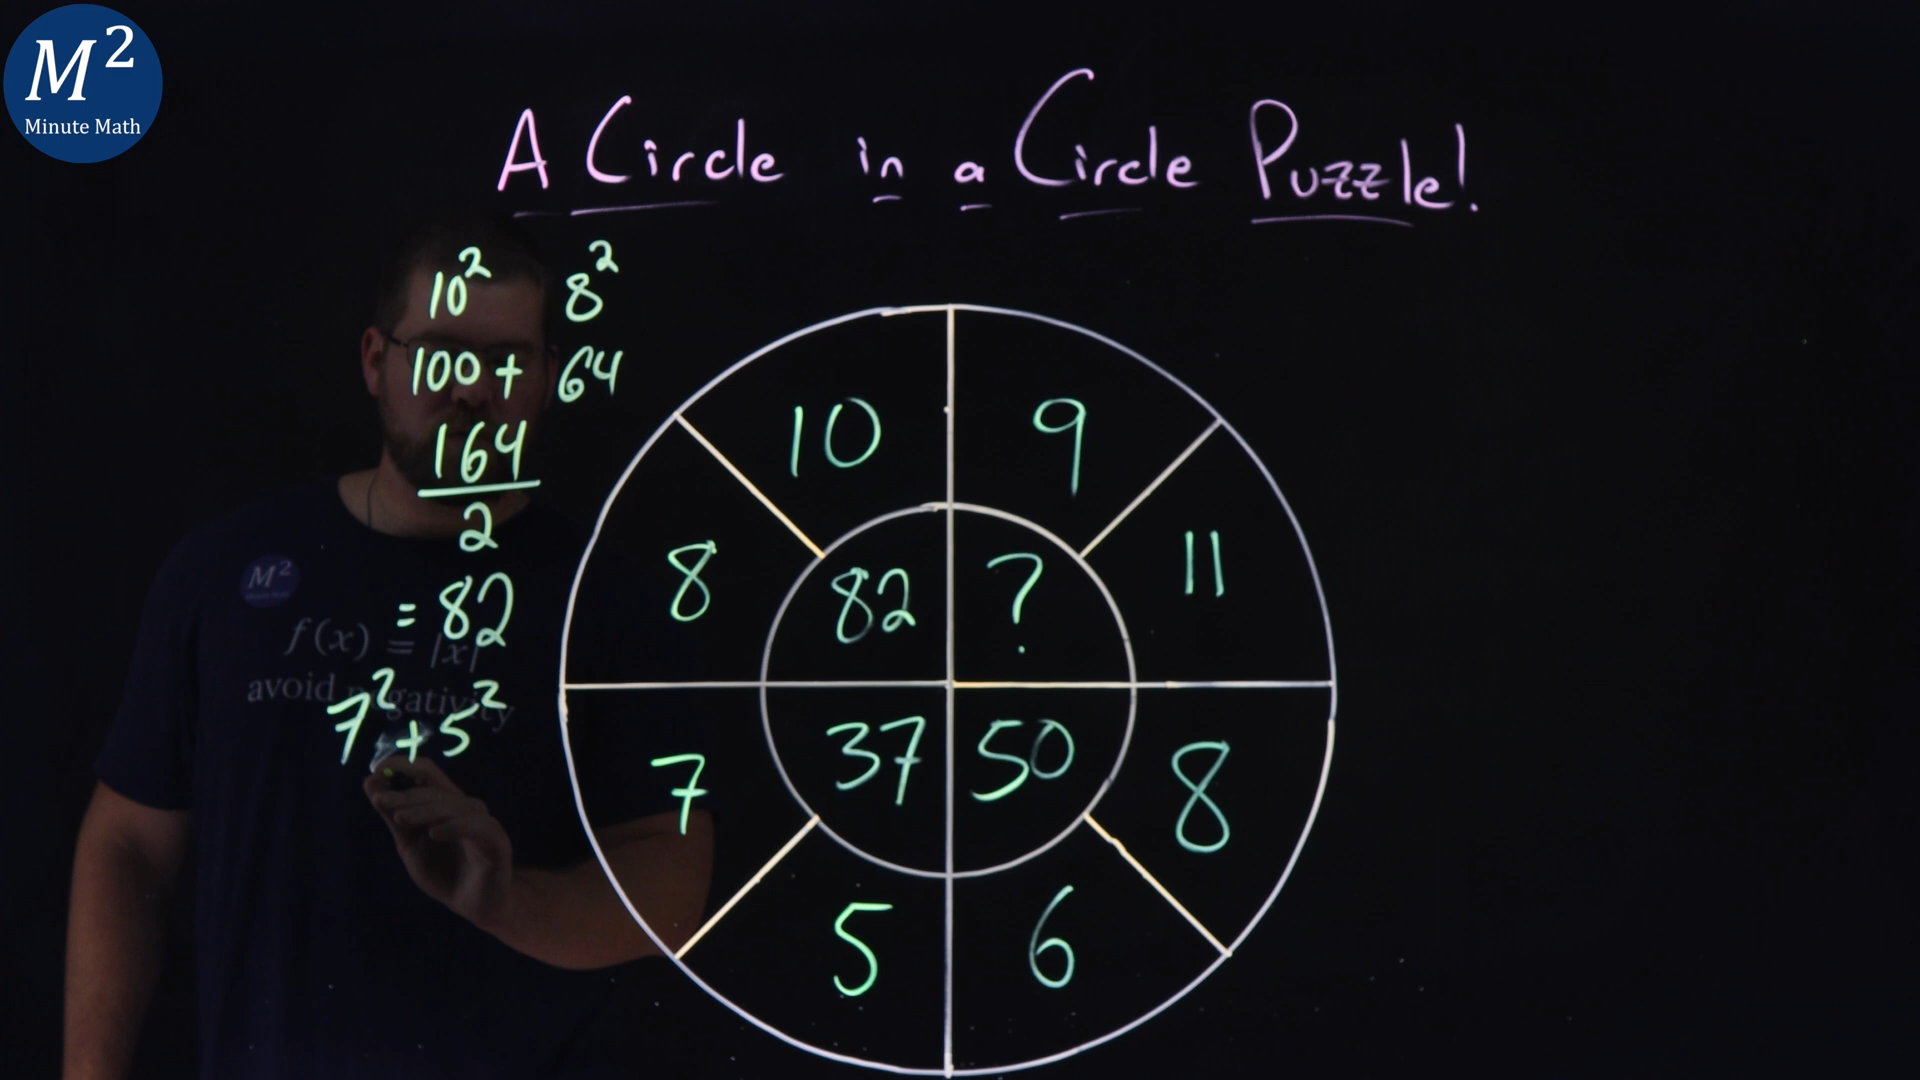 M²
Minute Math
A Circle in a Circle Puzzle!
10² 8²
100 + 64
164
2
= 82
7² + 5²
10 9
8 82 ? 11
7 37 50 8
5 6
M²
f(x) = |x|
avoid negativity